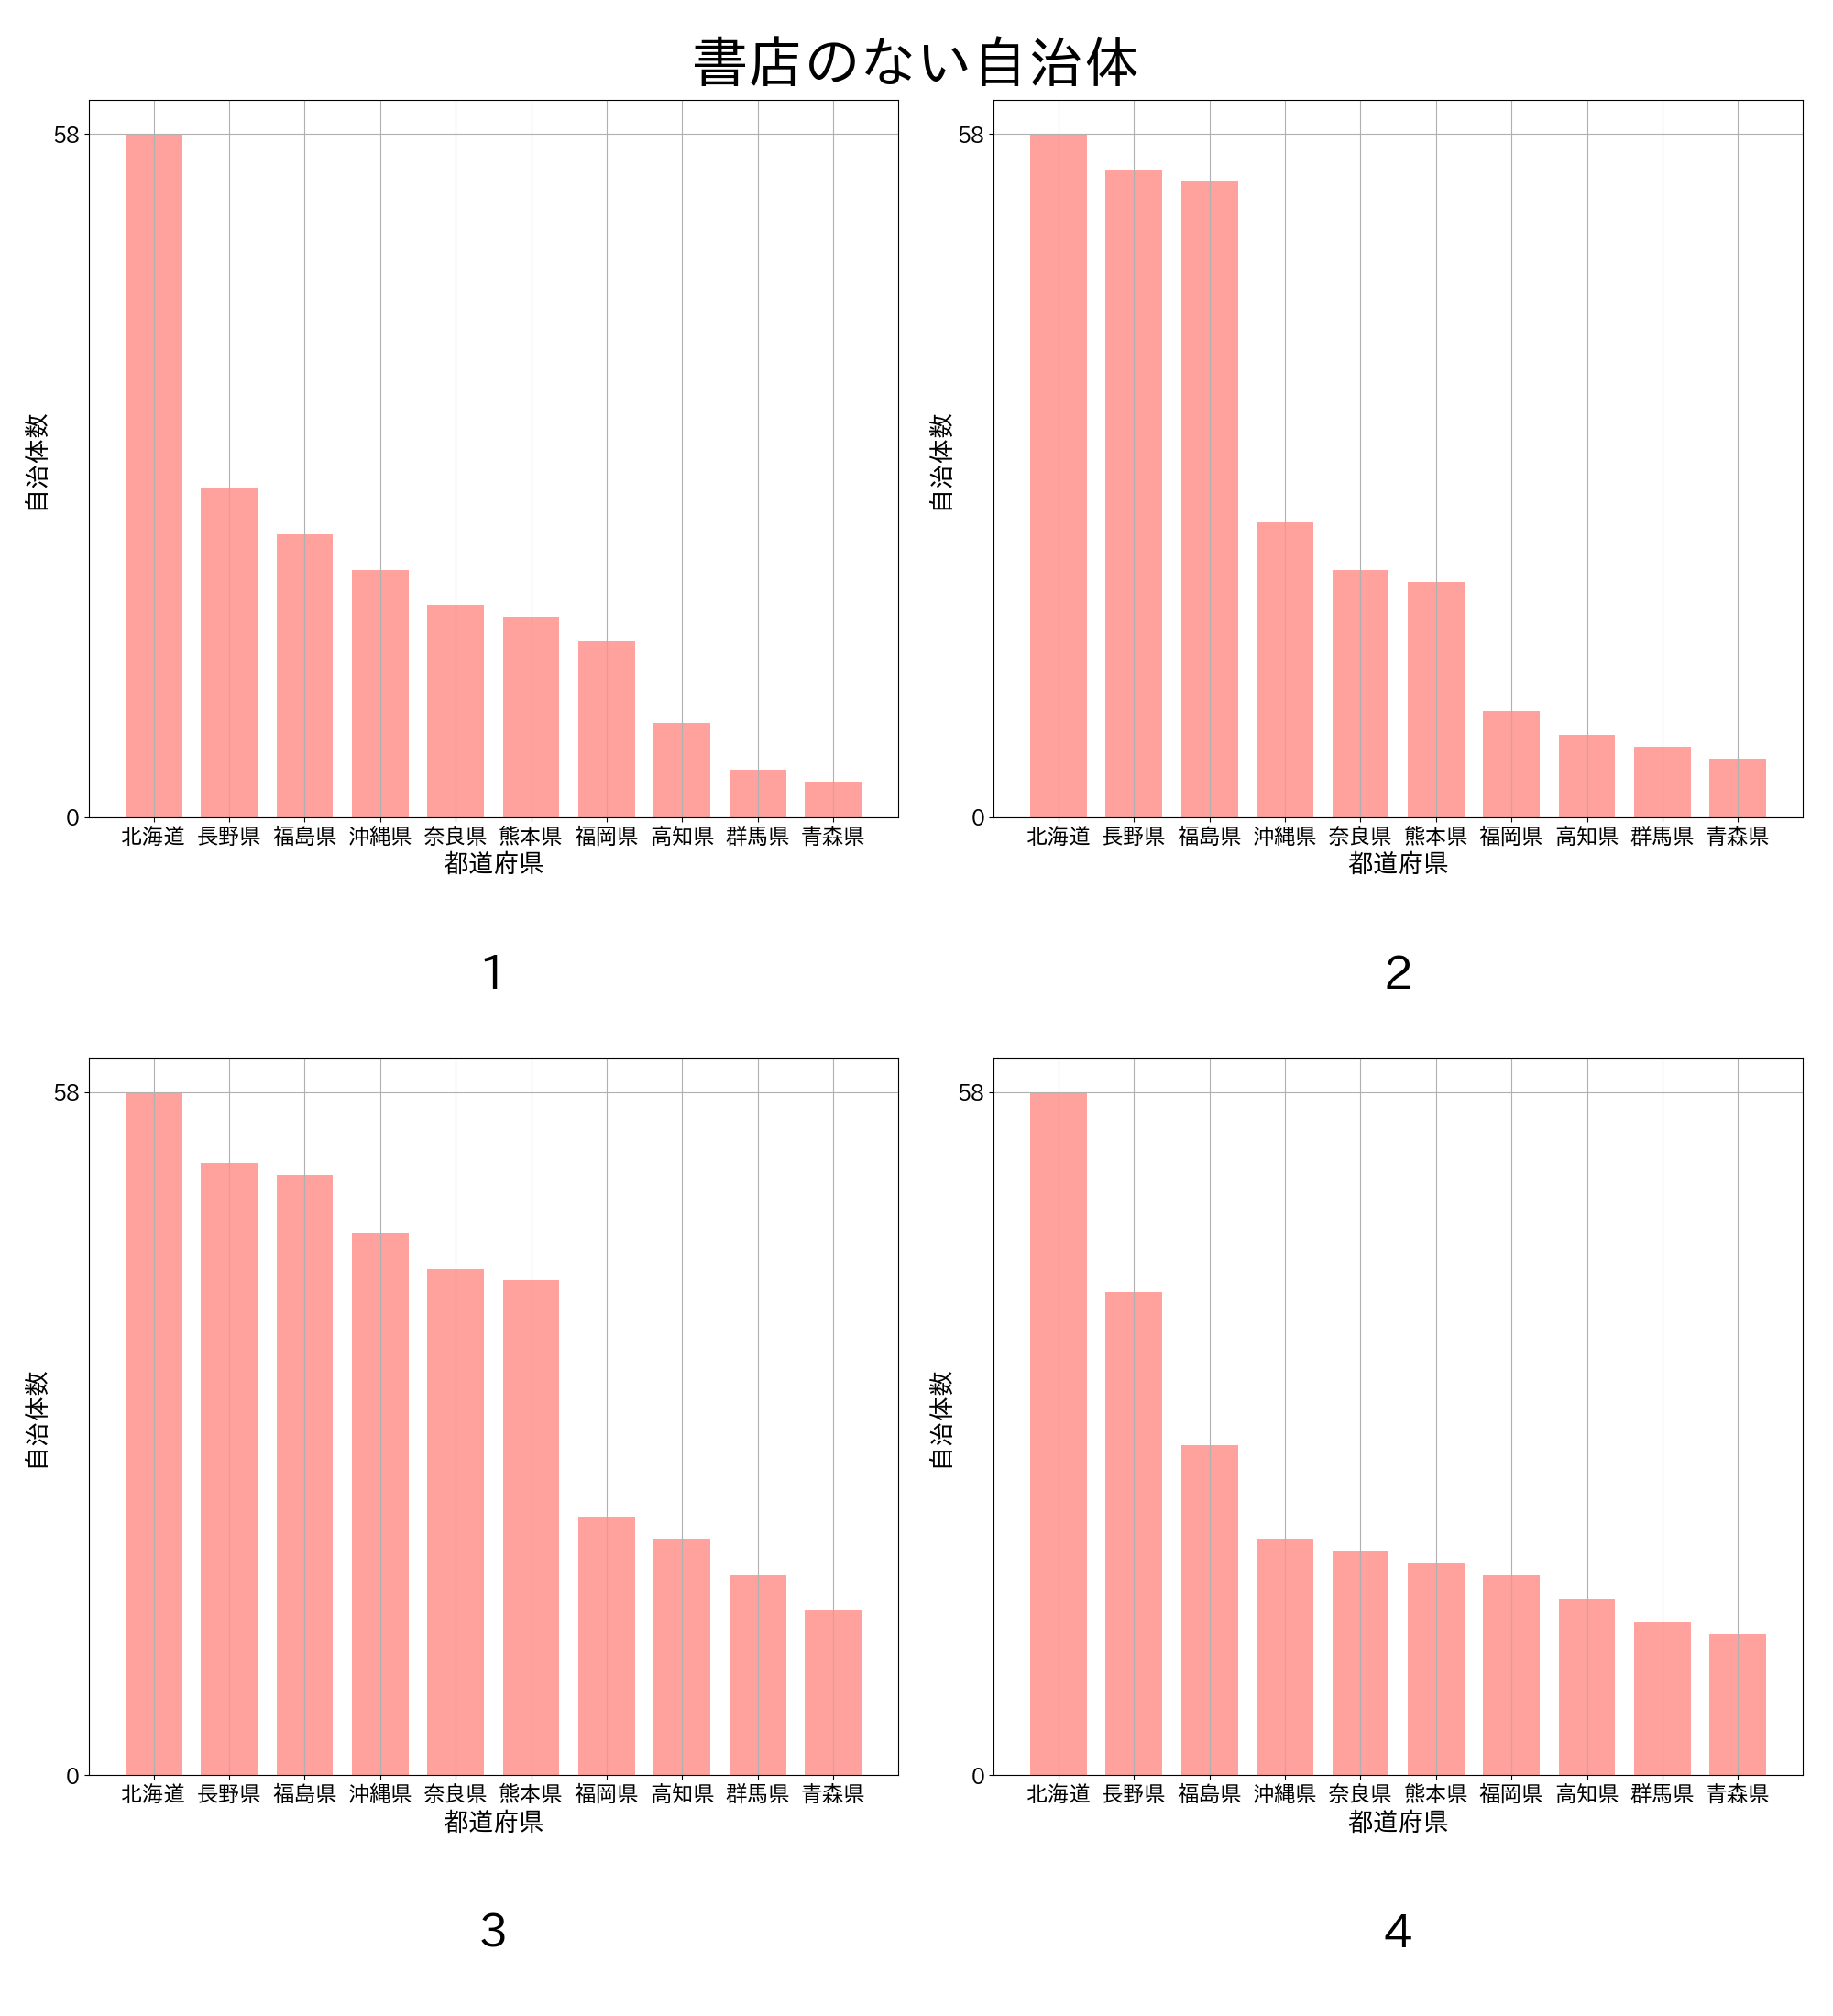 書店のない自治体
58
0
自治体数
北海道 長野県 福島県 沖縄県 奈良県 熊本県 福岡県 高知県 群馬県 青森県
都道府県
1
58
0
自治体数
北海道 長野県 福島県 沖縄県 奈良県 熊本県 福岡県 高知県 群馬県 青森県
都道府県
2
58
0
自治体数
北海道 長野県 福島県 沖縄県 奈良県 熊本県 福岡県 高知県 群馬県 青森県
都道府県
3
58
0
自治体数
北海道 長野県 福島県 沖縄県 奈良県 熊本県 福岡県 高知県 群馬県 青森県
都道府県
4